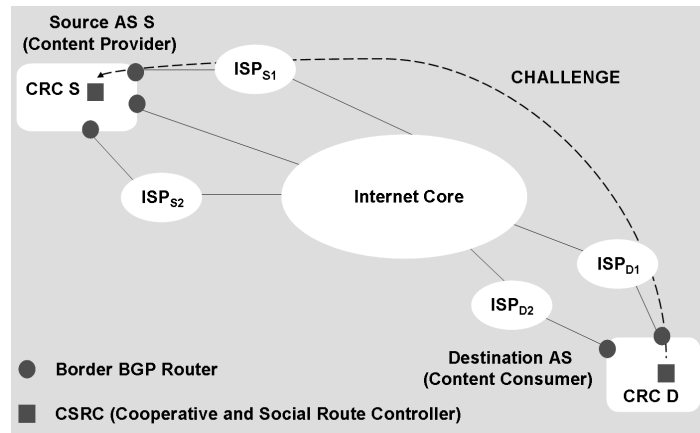 Source AS S
(Content Provider)
ISPS1
CRC S
CHALLENGE
ISPS2
Internet Core
ISPD1
ISPD2
Border BGP Router
Destination AS
(Content Consumer)
CRC D
CSRC (Cooperative and Social Route Controller)